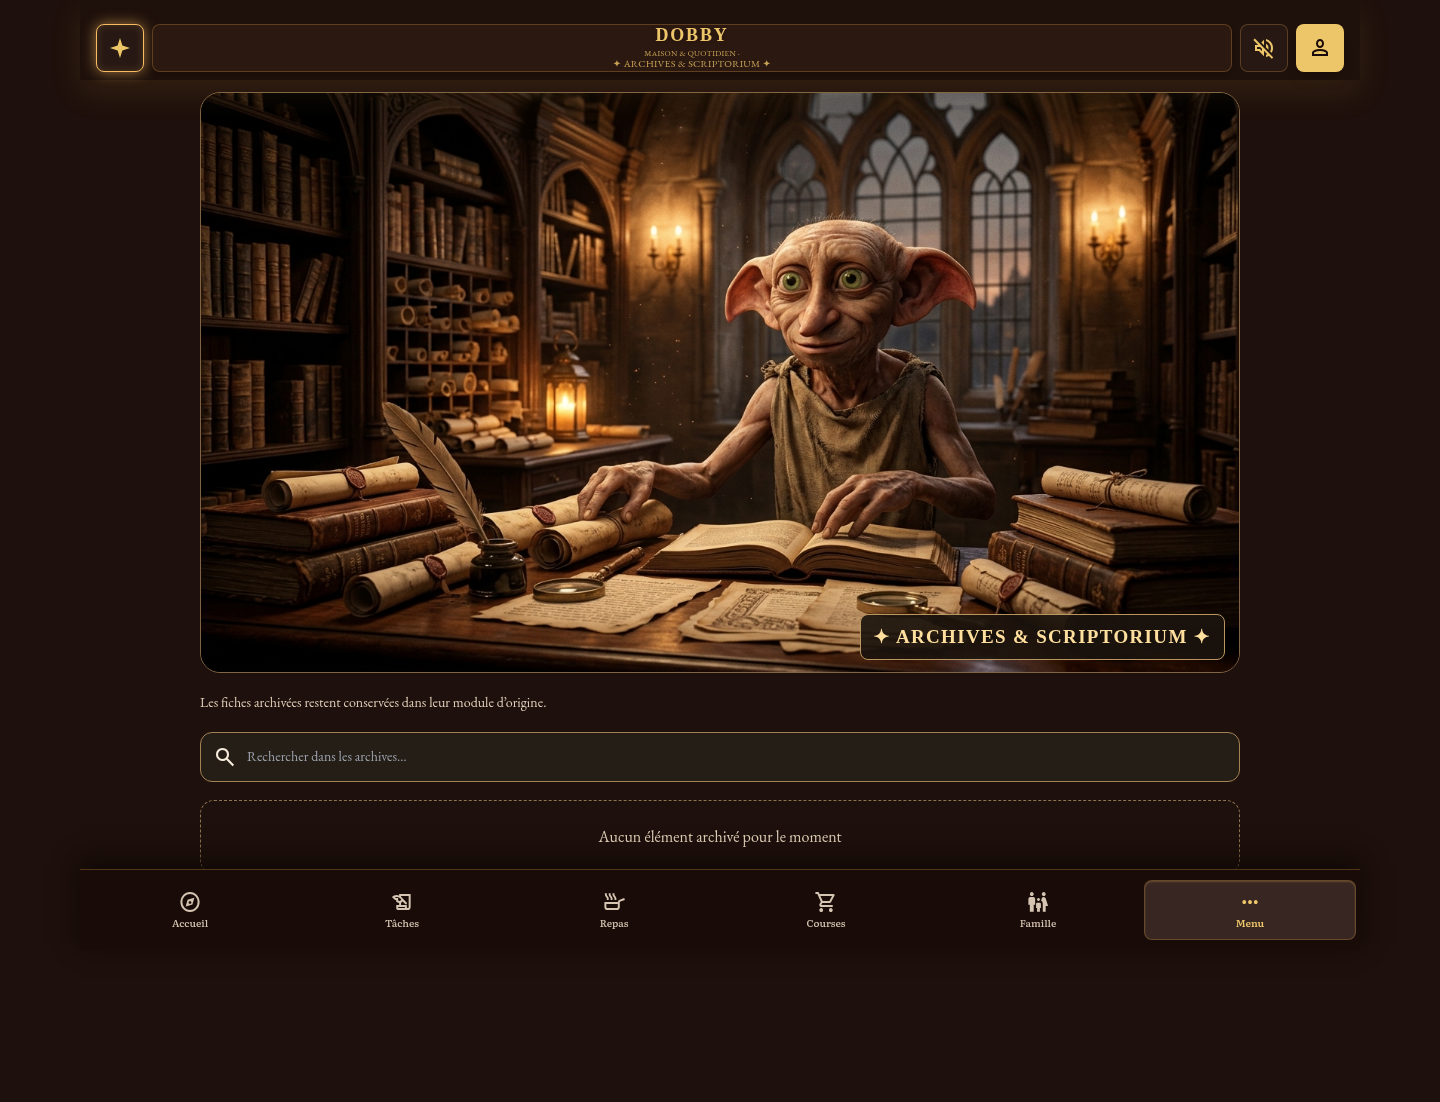 DOBBY
MAISON & QUOTIDIEN ·
✦ ARCHIVES & SCRIPTORIUM ✦
✦ ARCHIVES & SCRIPTORIUM ✦
Les fiches archivées restent conservées dans leur module d’origine.
Rechercher dans les archives...
Aucun élément archivé pour le moment
Accueil
Tâches
Repas
Courses
Famille
Menu